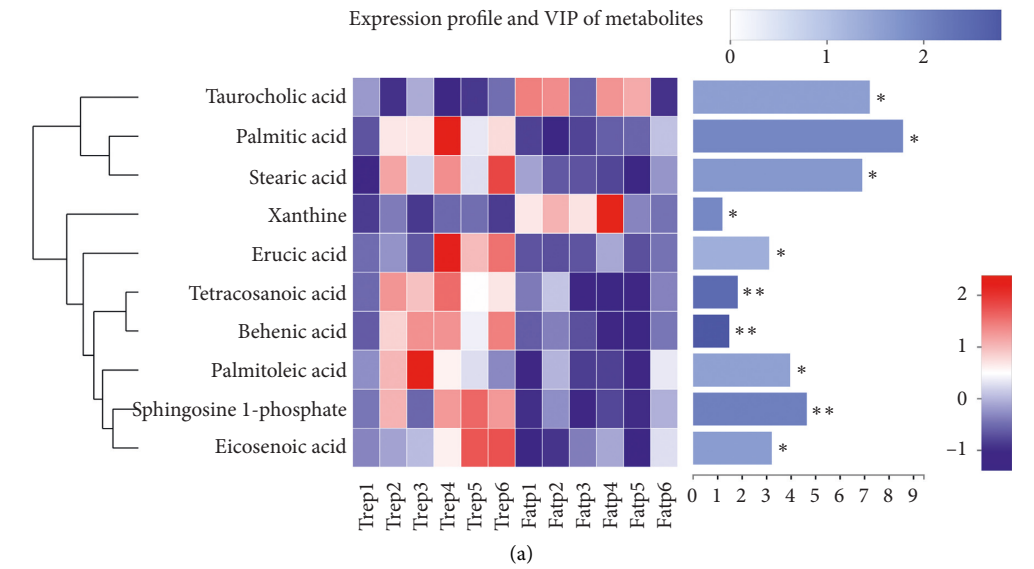 Expression profile and VIP of metabolites
0 1 2
Taurocholic acid *
Palmitic acid *
Stearic acid *
Xanthine *
Erucic acid *
Tetracosanoic acid **
Behenic acid **
Palmitoleic acid *
Sphingosine 1-phosphate **
Eicosenoic acid *
2
1
0
−1
Trep1 Trep2 Trep3 Trep4 Trep5 Trep6 Fatp1 Fatp2 Fatp3 Fatp4 Fatp5 Fatp6
0 1 2 3 4 5 6 7 8 9
(a)